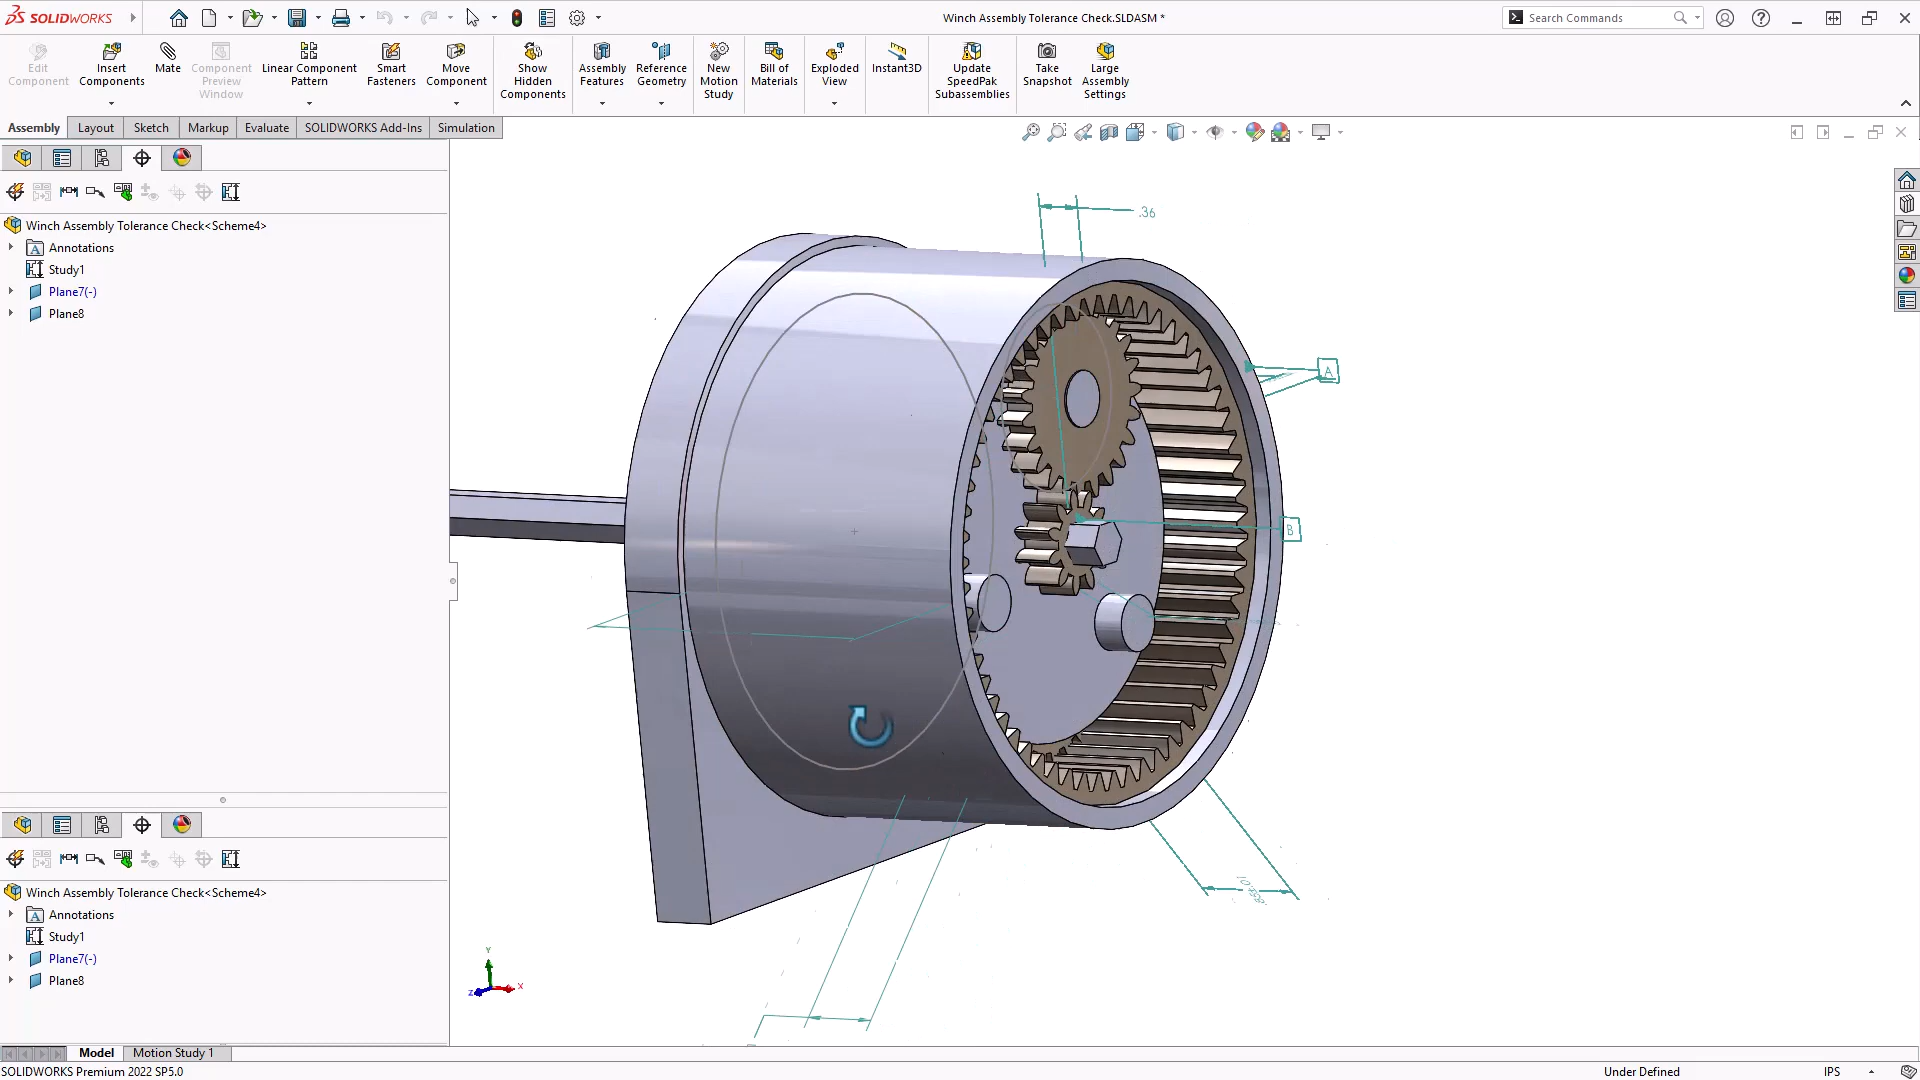 SOLIDWORKS
Winch Assembly Tolerance Check.SLDASM *
Search Commands
Edit Component
Insert Components
Mate
Component Preview Window
Linear Component Pattern
Smart Fasteners
Move Component
Show Hidden Components
Assembly Features
Reference Geometry
New Motion Study
Bill of Materials
Exploded View
Instant3D
Update SpeedPak Subassemblies
Take Snapshot
Large Assembly Settings
Assembly
Layout
Sketch
Markup
Evaluate
SOLIDWORKS Add-Ins
Simulation
Winch Assembly Tolerance Check<Scheme4>
Annotations
Study1
Plane7(-)
Plane8
.36
A
B
Winch Assembly Tolerance Check<Scheme4>
Annotations
Study1
Plane7(-)
Plane8
Y
X
Z
Model
Motion Study 1
SOLIDWORKS Premium 2022 SP5.0
Under Defined
IPS